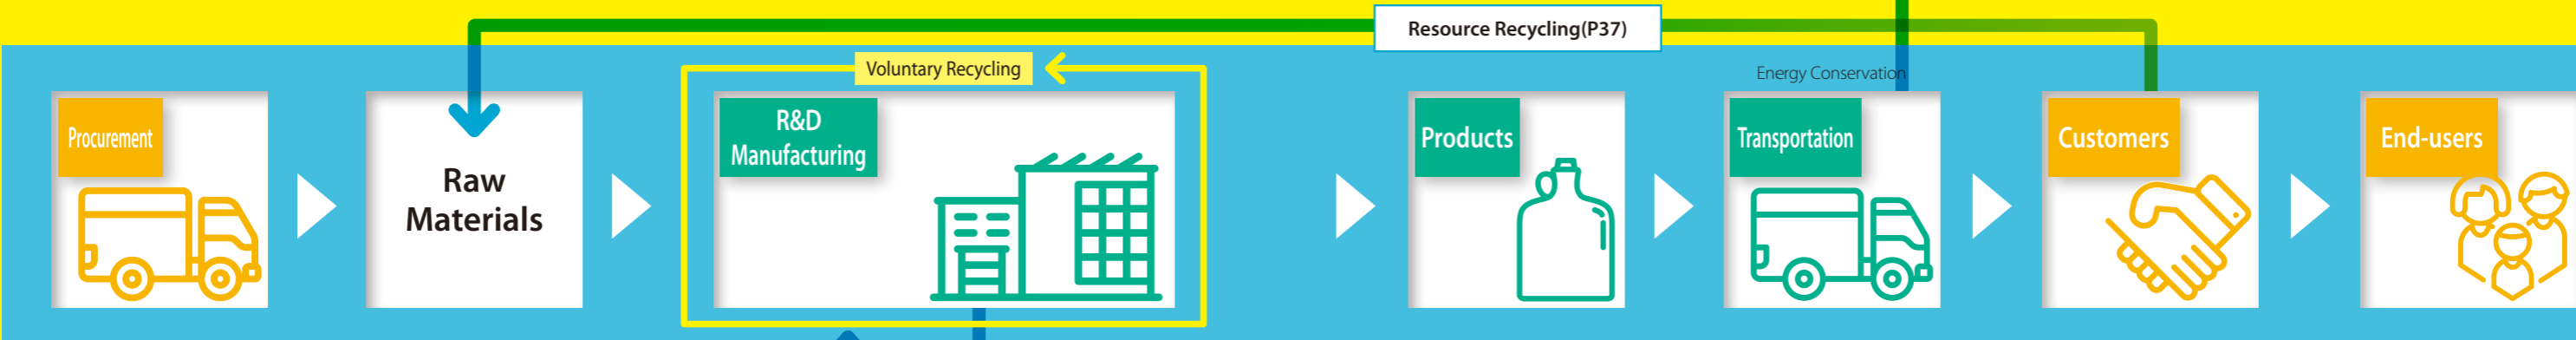 Resource Recycling(P37)
Voluntary Recycling
Energy Conservation
Procurement
Raw
Materials
R&D
Manufacturing
Products
Transportation
Customers
End-users